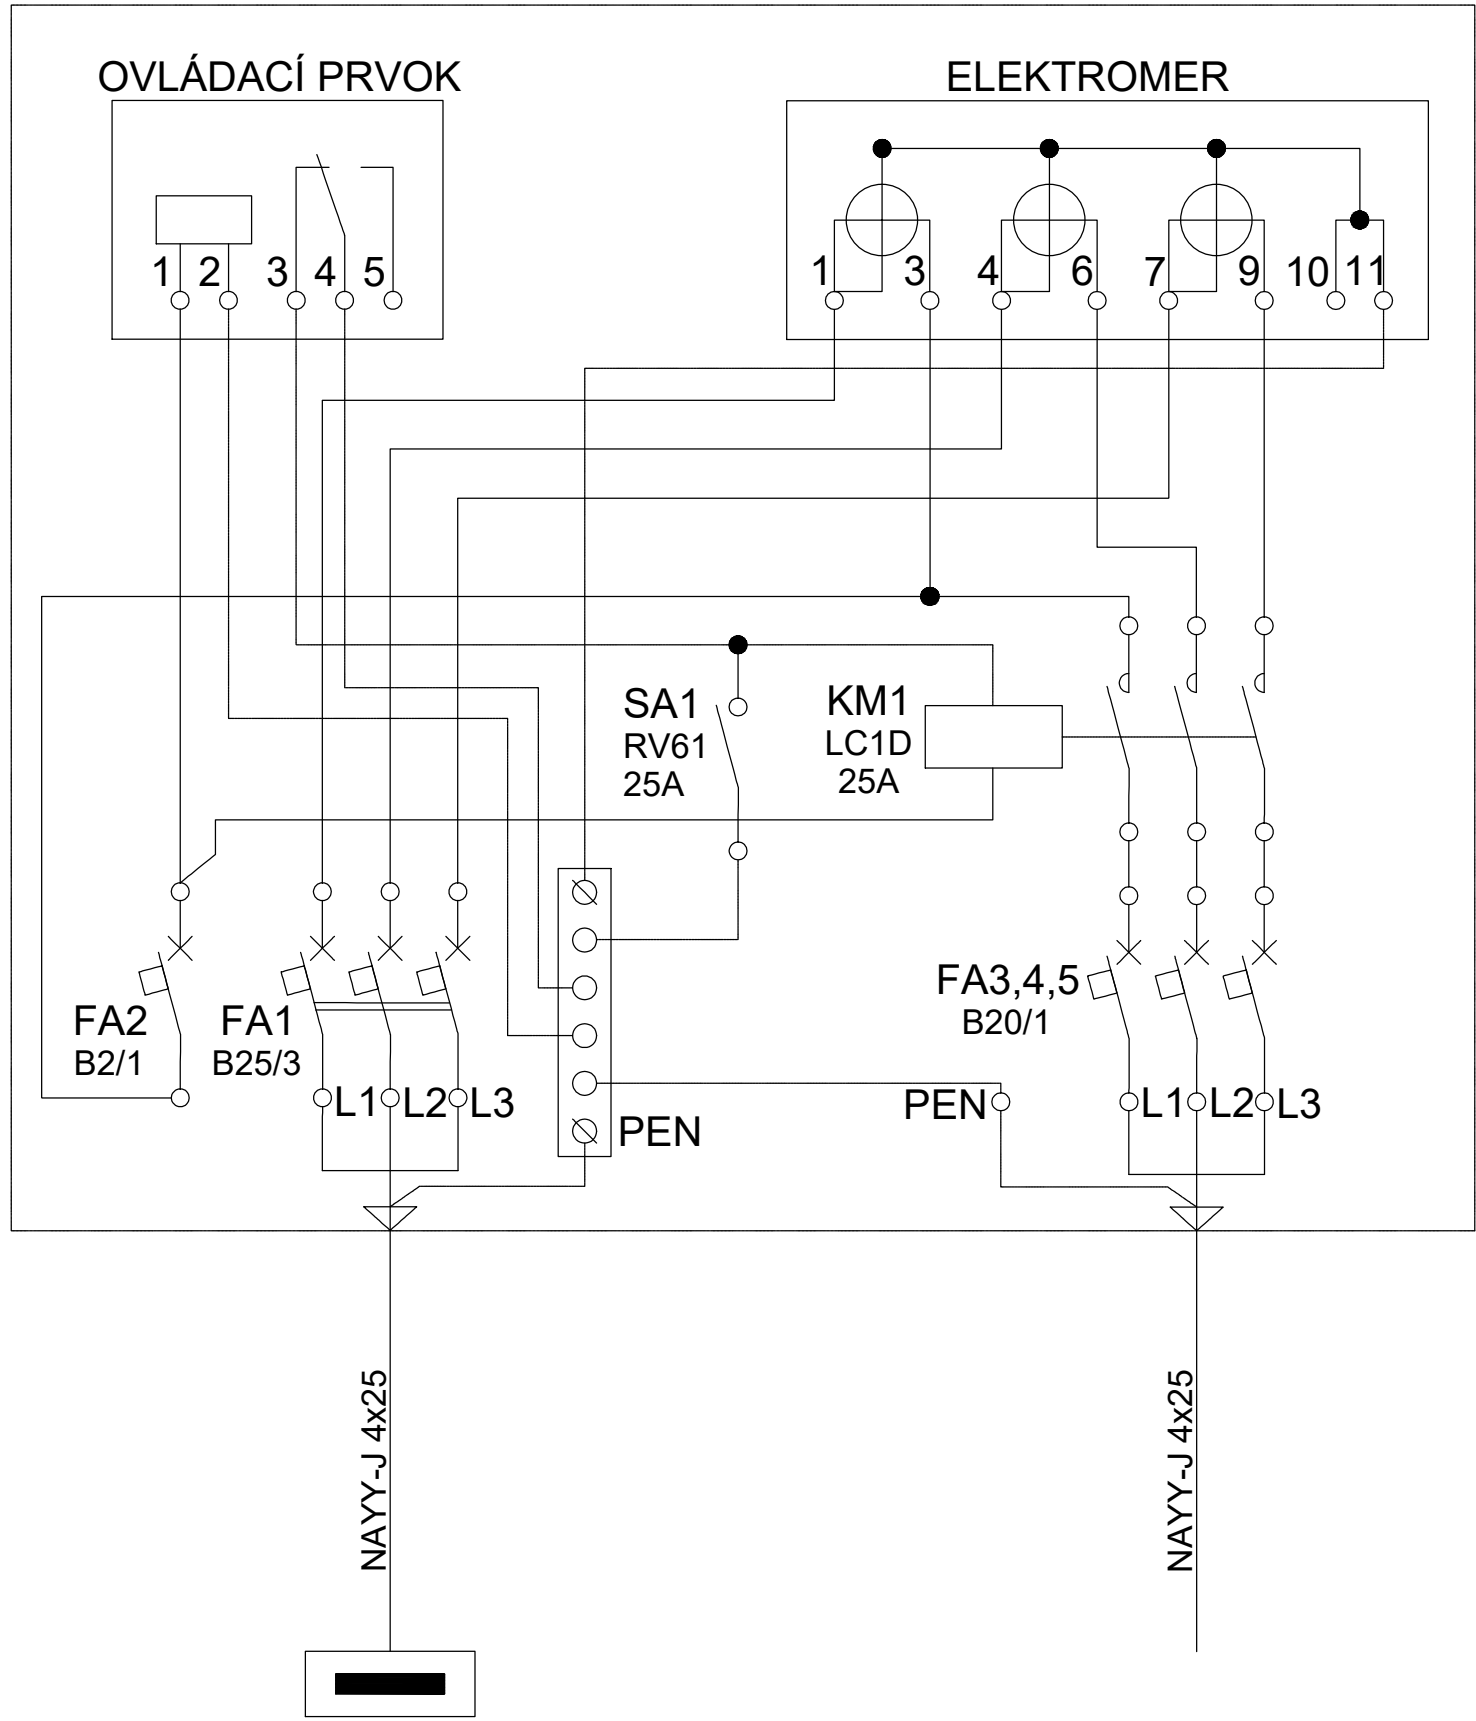 OVLÁDACÍ PRVOK
ELEKTROMER
1 2 3 4 5
1 3 4 6 7 9 10 11
SA1
RV61
25A
KM1
LC1D
25A
FA2
B2/1
FA1
B25/3
L1 L2 L3
PEN
FA3,4,5
B20/1
PEN
L1 L2 L3
NAYY-J 4x25
NAYY-J 4x25